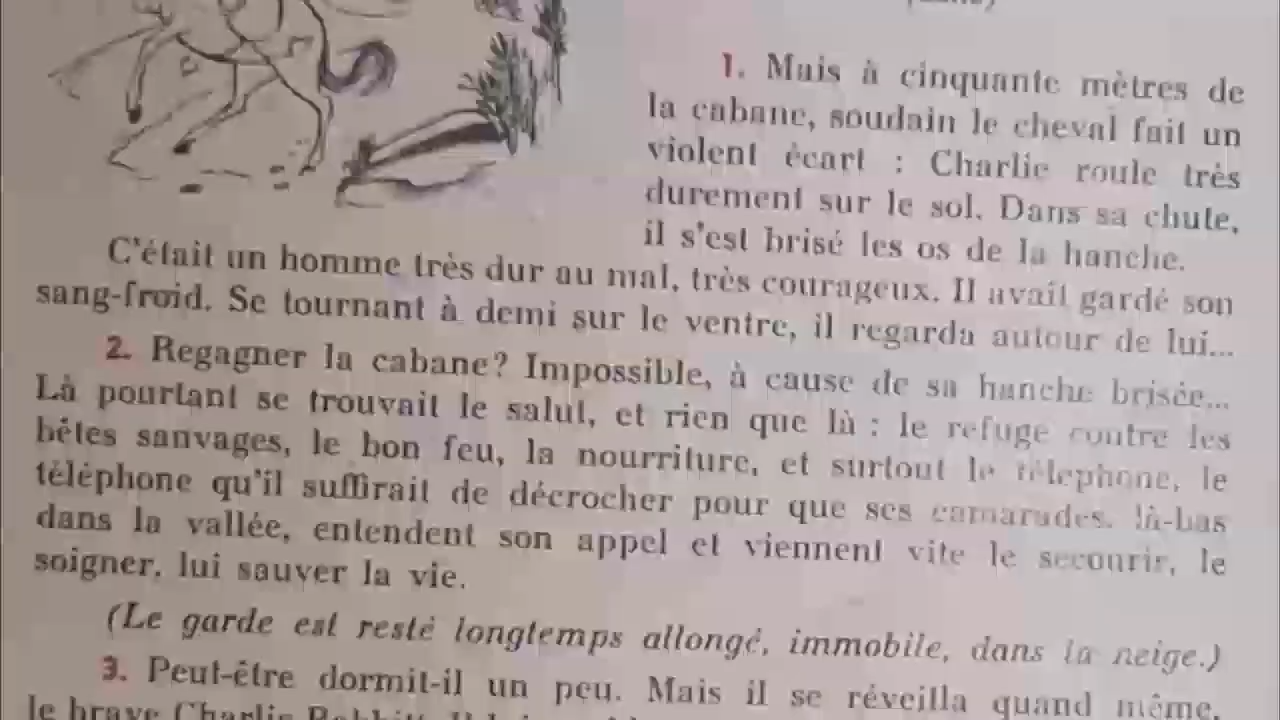 1. Mais à cinquante mètres de
la cabane, soudain le cheval fait un
violent écart : Charlie roule très
durement sur le sol. Dans sa chute,
il s'est brisé les os de la hanche.
C'était un homme très dur au mal, très courageux. Il avait gardé son
sang-froid. Se tournant à demi sur le ventre, il regarda autour de lui...
2. Regagner la cabane? Impossible, à cause de sa hanche brisée...
Là pourtant se trouvait le salut, et rien que là : le refuge contre les
bêtes sauvages, le bon feu, la nourriture, et surtout le téléphone, le
téléphone qu'il suffirait de décrocher pour que ses camarades, là-bas
dans la vallée, entendent son appel et viennent vite le secourir, le
soigner, lui sauver la vie.
(Le garde est resté longtemps allongé, immobile, dans la neige.)
3. Peut-être dormit-il un peu. Mais il se réveilla quand même,
le brave Charlie